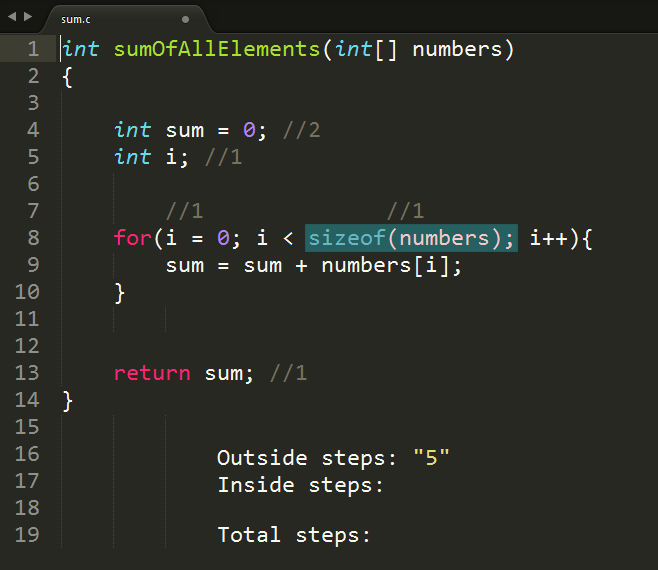 sum.c
1 int sumOfAllElements(int[] numbers)
2 {
3
4 int sum = 0; //2
5 int i; //1
6
7 //1 //1
8 for(i = 0; i < sizeof(numbers); i++){
9 sum = sum + numbers[i];
10 }
11
12
13 return sum; //1
14 }
15
16 Outside steps: "5"
17 Inside steps:
18
19 Total steps: